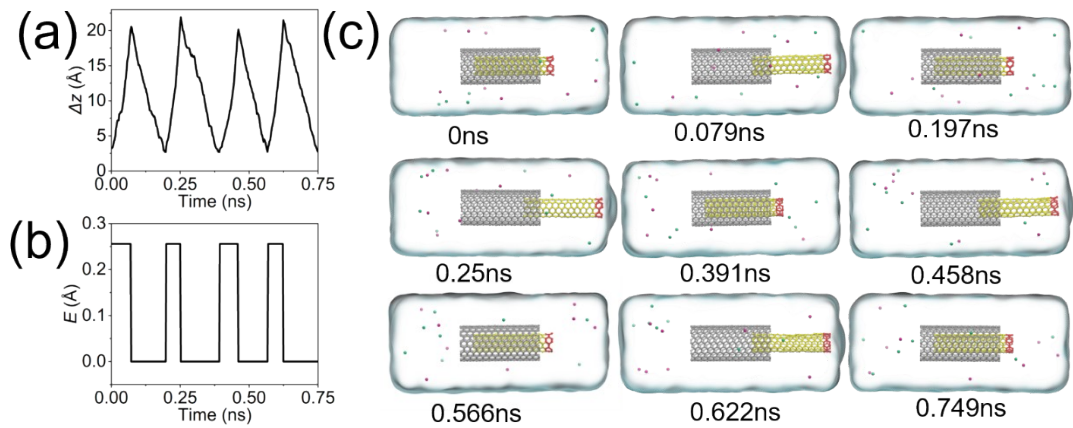 (a)
Δz (Å)
20
15
10
5
0
0.00 0.25 0.50 0.75
Time (ns)
(b)
E (Å)
0.3
0.2
0.1
0.0
0.00 0.25 0.50 0.75
Time (ns)
(c)
0ns 0.079ns 0.197ns
0.25ns 0.391ns 0.458ns
0.566ns 0.622ns 0.749ns